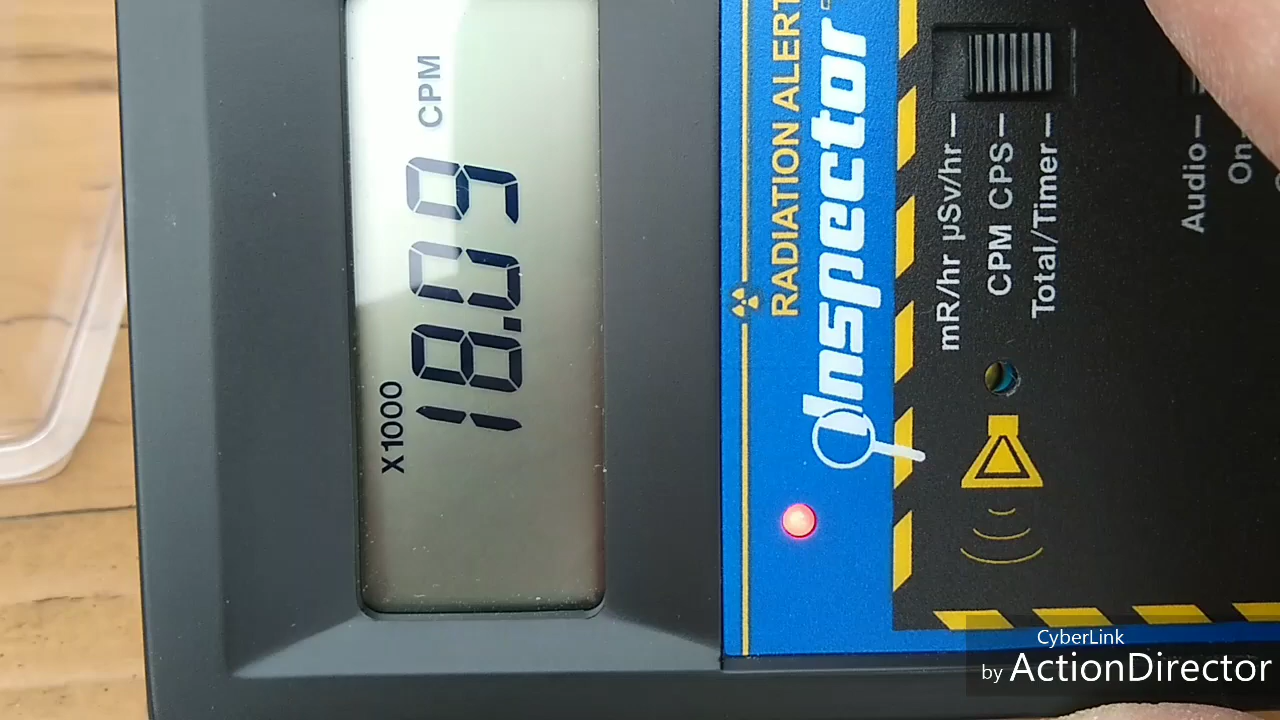 X1000
18.09 CPM
RADIATION ALERT
Inspector
mR/hr µSv/hr
CPM CPS
Total/Timer
Audio
On
CyberLink
by ActionDirector